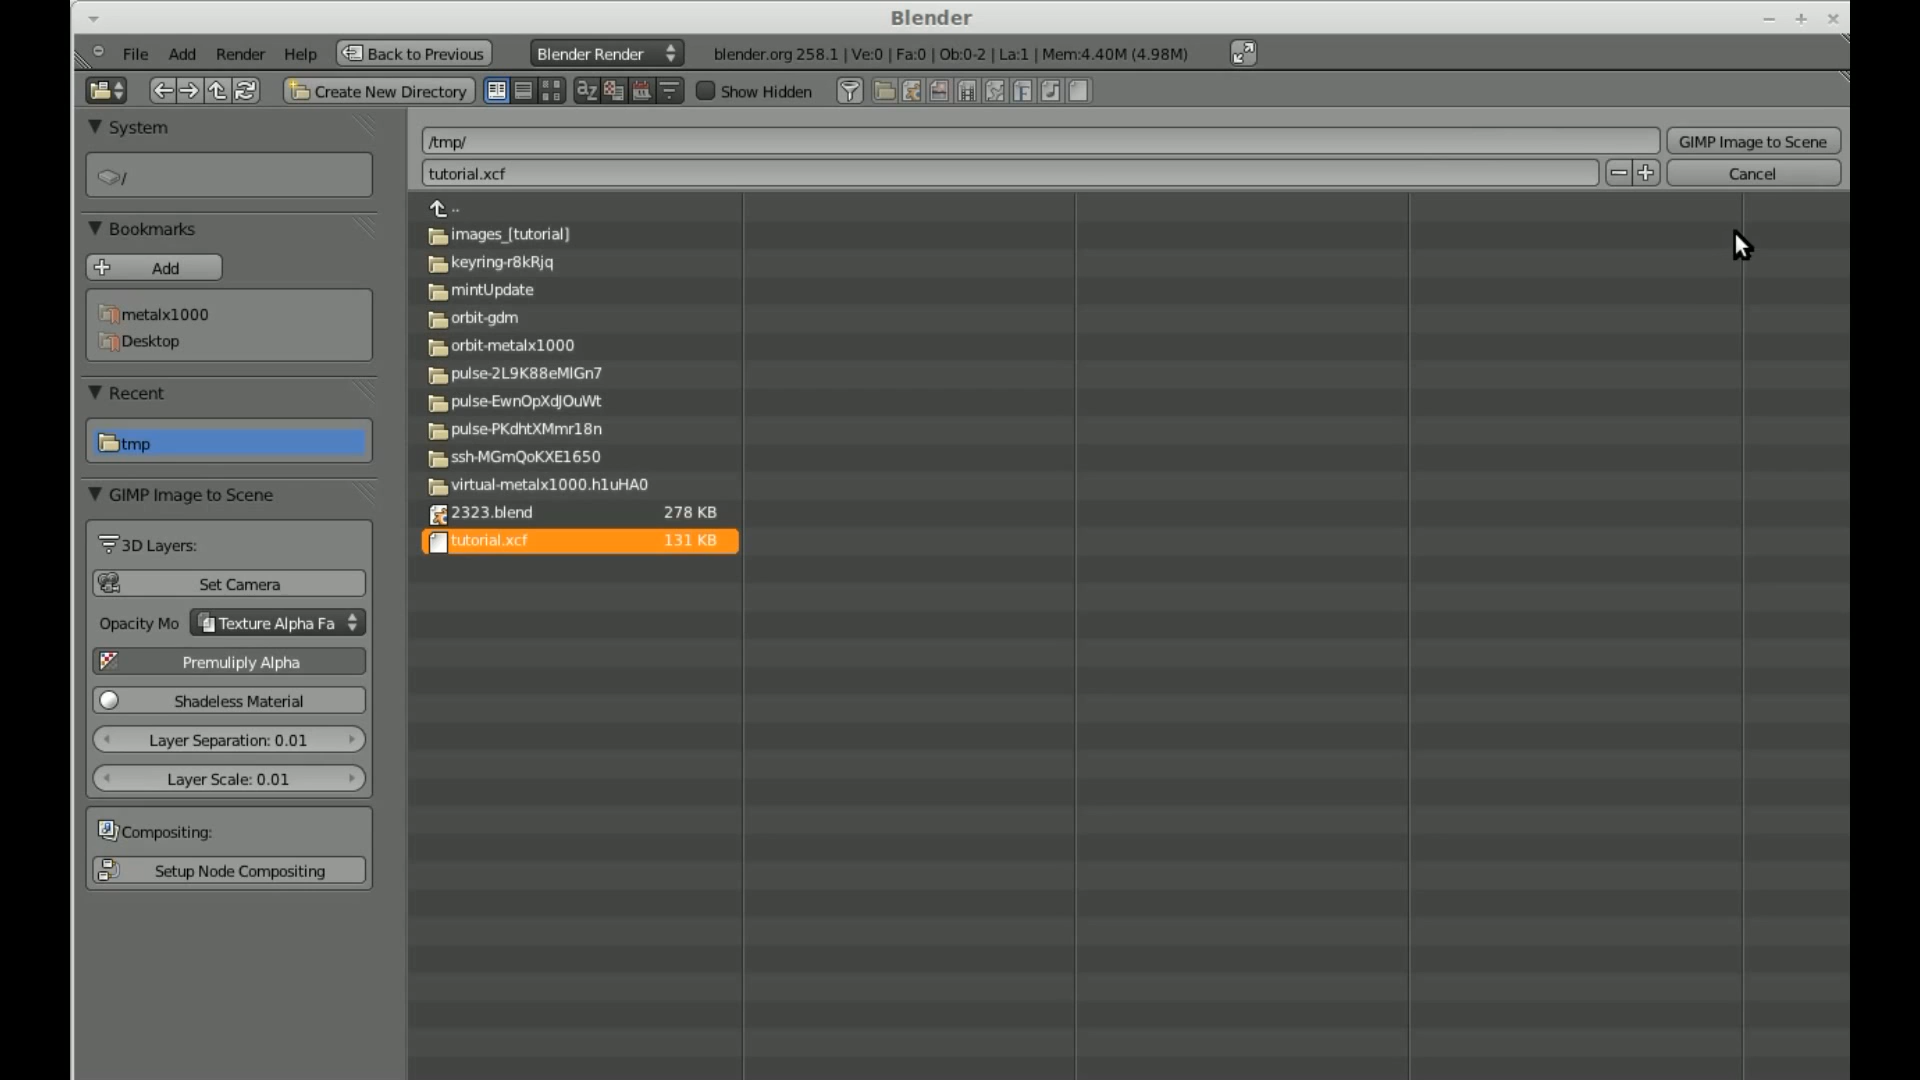 Blender
File Add Render Help Back to Previous Blender Render blender.org 258.1 | Ve:0 | Fa:0 | Ob:0-2 | La:1 | Mem:4.40M (4.98M)
Create New Directory Show Hidden
System
/
Bookmarks
Add
metalx1000
Desktop
Recent
tmp
GIMP Image to Scene
3D Layers:
Set Camera
Opacity Mo Texture Alpha Fa
Premuliply Alpha
Shadeless Material
Layer Separation: 0.01
Layer Scale: 0.01
Compositing:
Setup Node Compositing
/tmp/ GIMP Image to Scene
tutorial.xcf Cancel
..
images_[tutorial]
keyring-r8kRjq
mintUpdate
orbit-gdm
orbit-metalx1000
pulse-2L9K88eMlGn7
pulse-EwnOpXdJOuWt
pulse-PKdhtXMmr18n
ssh-MGmQoKXE1650
virtual-metalx1000.h1uHA0
2323.blend 278 KB
tutorial.xcf 131 KB